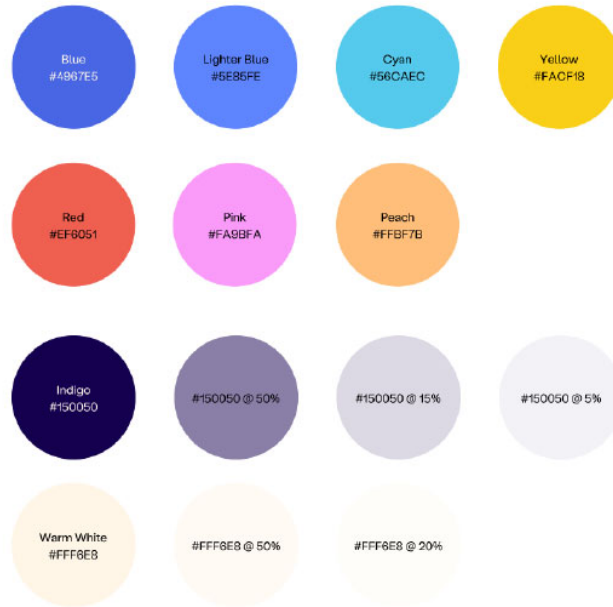 Blue
#4967E5
Lighter Blue
#5E85FE
Cyan
#56CAEC
Yellow
#FACF18
Red
#EF6051
Pink
#FA9BFA
Peach
#FFBF7B
Indigo
#150050
#150050 @ 50%
#150050 @ 15%
#150050 @ 5%
Warm White
#FFF6E8
#FFF6E8 @ 50%
#FFF6E8 @ 20%